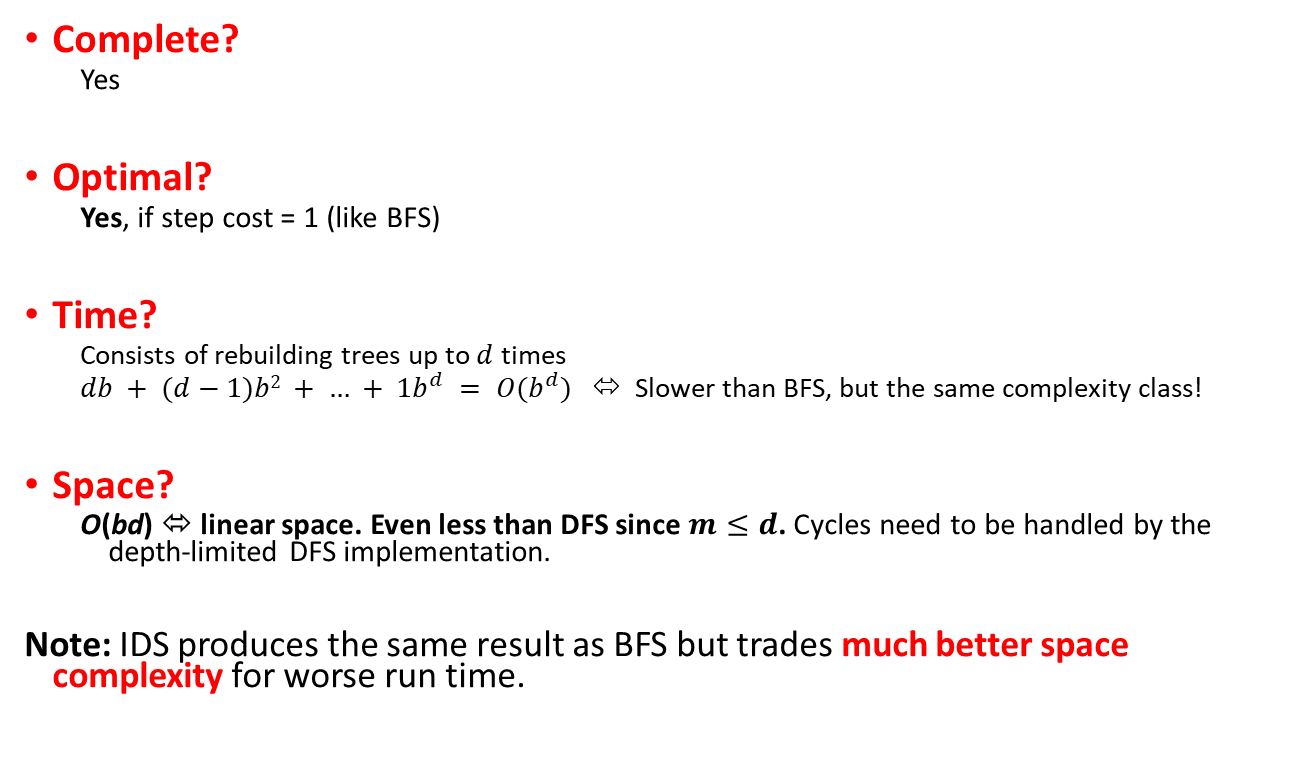 • Complete?
Yes
• Optimal?
Yes, if step cost = 1 (like BFS)
• Time?
Consists of rebuilding trees up to 𝑑 times
𝑑𝑏 + (𝑑 − 1)𝑏² + … + 1𝑏ᵈ = 𝑂(𝑏ᵈ) ⬄ Slower than BFS, but the same complexity class!
• Space?
O(bd) ⬄ linear space. Even less than DFS since 𝒎 ≤ 𝒅. Cycles need to be handled by the
depth-limited DFS implementation.
Note: IDS produces the same result as BFS but trades much better space
complexity for worse run time.